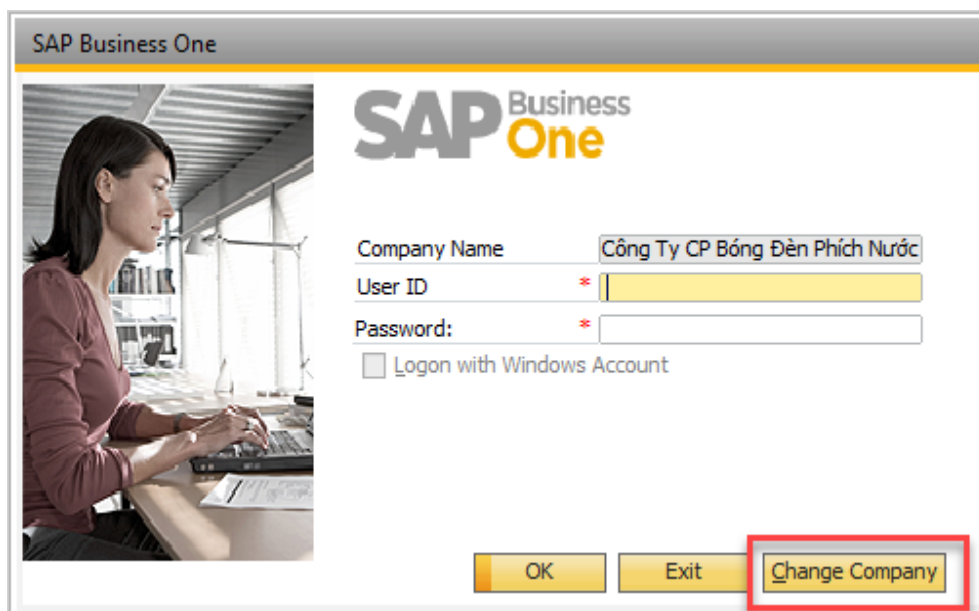 SAP Business One
SAP Business One
Company Name Công Ty CP Bóng Đèn Phích Nước
User ID *
Password: *
Logon with Windows Account
OK Exit Change Company